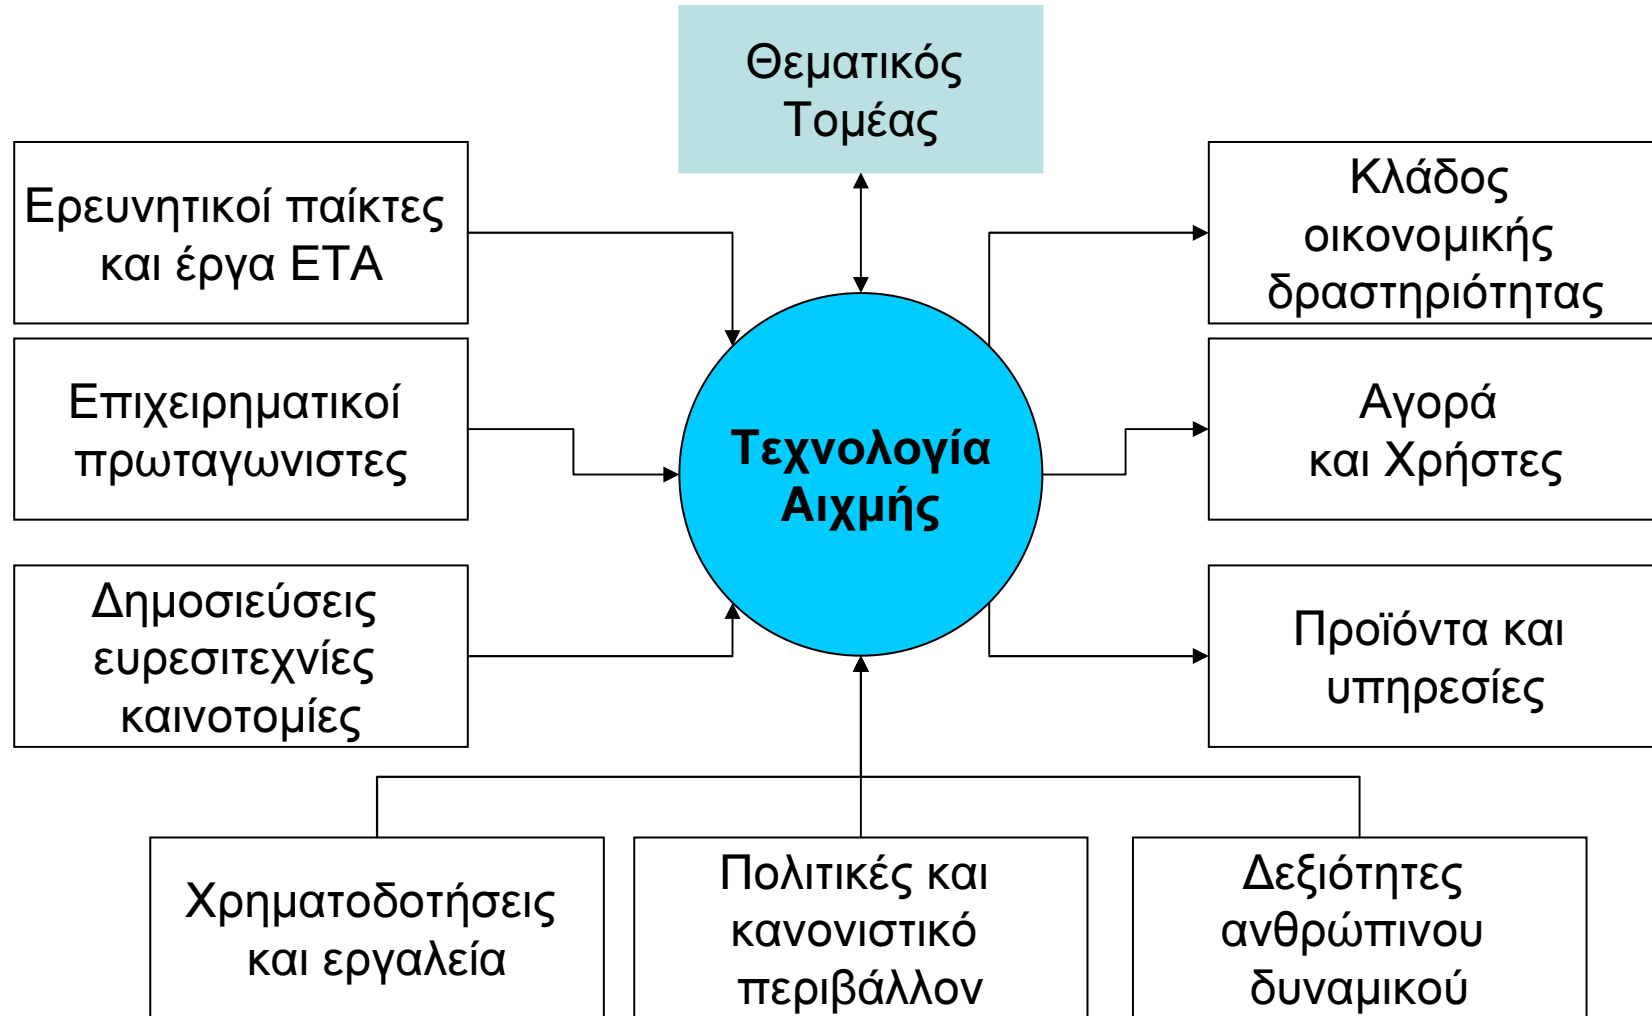 Θεματικός
Τομέας
Ερευνητικοί παίκτες
και έργα ΕΤΑ
Κλάδος
οικονομικής
δραστηριότητας
Επιχειρηματικοί
πρωταγωνιστες
Τεχνολογία
Αιχμής
Αγορά
και Χρήστες
Δημοσιεύσεις
ευρεσιτεχνίες
καινοτομίες
Προϊόντα και
υπηρεσίες
Χρηματοδοτήσεις
και εργαλεία
Πολιτικές και
κανονιστικό
περιβάλλον
Δεξιότητες
ανθρώπινου
δυναμικού